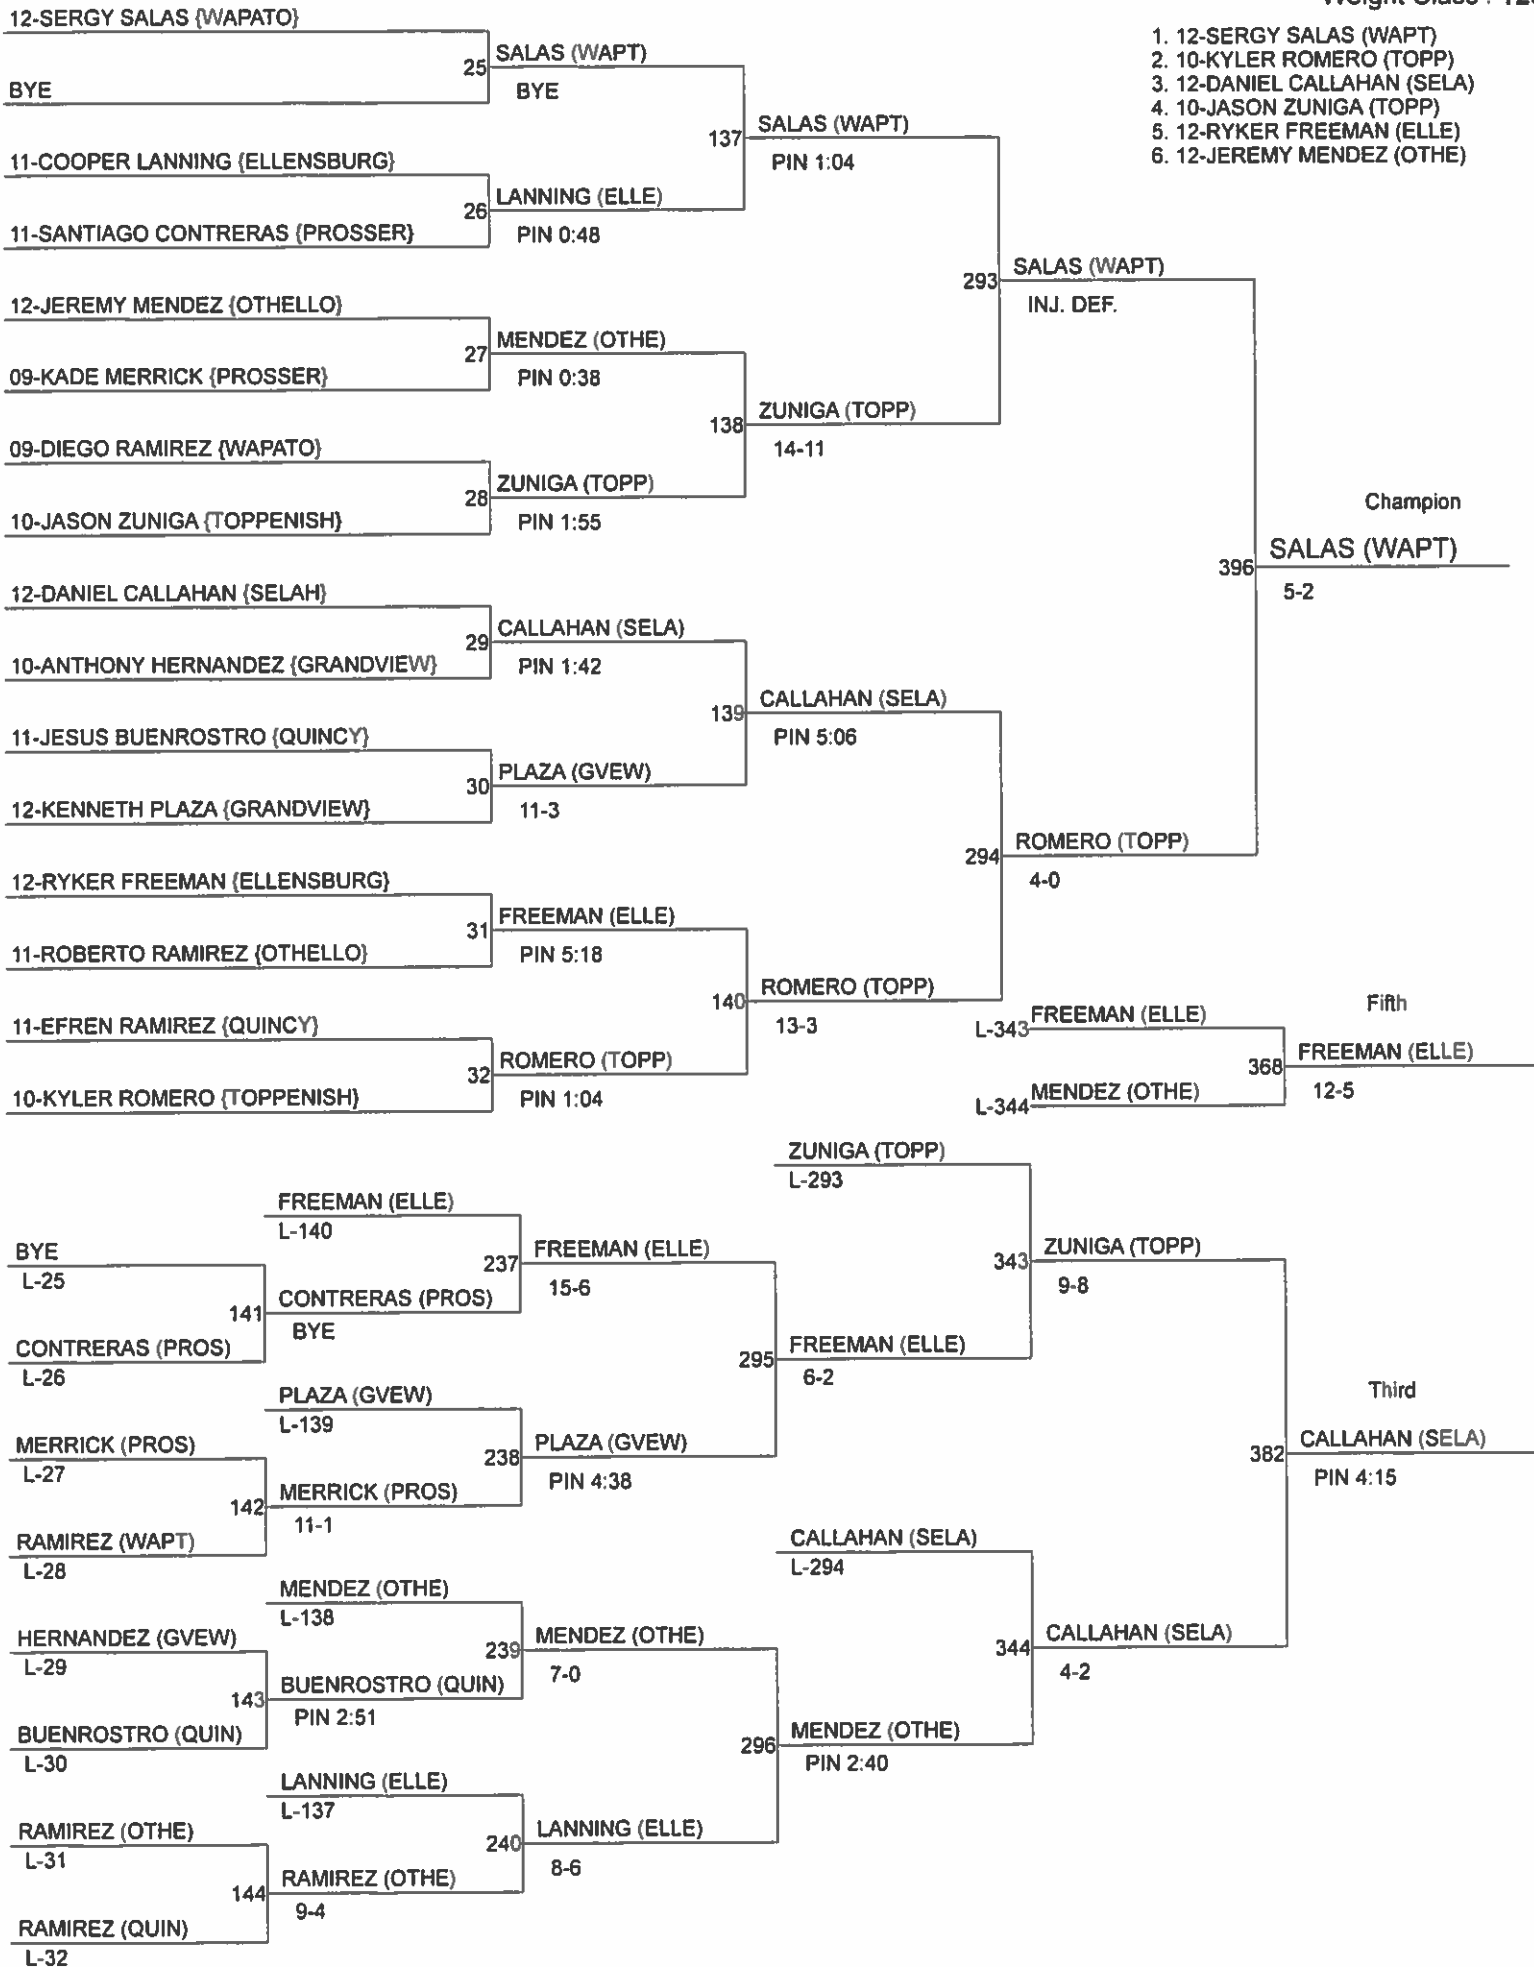 Weight Class :
1. 12-SERGY SALAS (WAPT)
2. 10-KYLER ROMERO (TOPP)
3. 12-DANIEL CALLAHAN (SELA)
4. 10-JASON ZUNIGA (TOPP)
5. 12-RYKER FREEMAN (ELLE)
6. 12-JEREMY MENDEZ (OTHE)
12-SERGY SALAS {WAPATO}
25 SALAS (WAPT)
BYE
BYE
137 SALAS (WAPT)
PIN 1:04
11-COOPER LANNING {ELLENSBURG}
26 LANNING (ELLE)
11-SANTIAGO CONTRERAS {PROSSER}
PIN 0:48
293 SALAS (WAPT)
INJ. DEF.
12-JEREMY MENDEZ {OTHELLO}
27 MENDEZ (OTHE)
09-KADE MERRICK {PROSSER}
PIN 0:38
138 ZUNIGA (TOPP)
14-11
09-DIEGO RAMIREZ {WAPATO}
28 ZUNIGA (TOPP)
10-JASON ZUNIGA {TOPPENISH}
PIN 1:55
Champion
396 SALAS (WAPT)
5-2
12-DANIEL CALLAHAN {SELAH}
29 CALLAHAN (SELA)
10-ANTHONY HERNANDEZ {GRANDVIEW}
PIN 1:42
139 CALLAHAN (SELA)
PIN 5:06
11-JESUS BUENROSTRO {QUINCY}
30 PLAZA (GVEW)
12-KENNETH PLAZA {GRANDVIEW}
11-3
294 ROMERO (TOPP)
4-0
12-RYKER FREEMAN {ELLENSBURG}
31 FREEMAN (ELLE)
11-ROBERTO RAMIREZ {OTHELLO}
PIN 5:18
140 ROMERO (TOPP)
13-3
11-EFREN RAMIREZ {QUINCY}
32 ROMERO (TOPP)
10-KYLER ROMERO {TOPPENISH}
PIN 1:04
Fifth
L-343 FREEMAN (ELLE)
368 FREEMAN (ELLE)
L-344 MENDEZ (OTHE)
12-5
ZUNIGA (TOPP)
L-293
FREEMAN (ELLE)
L-140
237 FREEMAN (ELLE)
15-6
343 ZUNIGA (TOPP)
9-8
BYE
L-25
141 CONTRERAS (PROS)
BYE
CONTRERAS (PROS)
L-26
295 FREEMAN (ELLE)
6-2
PLAZA (GVEW)
L-139
Third
382 CALLAHAN (SELA)
PIN 4:15
MERRICK (PROS)
L-27
238 PLAZA (GVEW)
PIN 4:38
142 MERRICK (PROS)
11-1
RAMIREZ (WAPT)
L-28
CALLAHAN (SELA)
L-294
MENDEZ (OTHE)
L-138
239 MENDEZ (OTHE)
7-0
344 CALLAHAN (SELA)
4-2
HERNANDEZ (GVEW)
L-29
143 BUENROSTRO (QUIN)
PIN 2:51
BUENROSTRO (QUIN)
L-30
296 MENDEZ (OTHE)
PIN 2:40
LANNING (ELLE)
L-137
RAMIREZ (OTHE)
L-31
240 LANNING (ELLE)
8-6
144 RAMIREZ (OTHE)
9-4
RAMIREZ (QUIN)
L-32